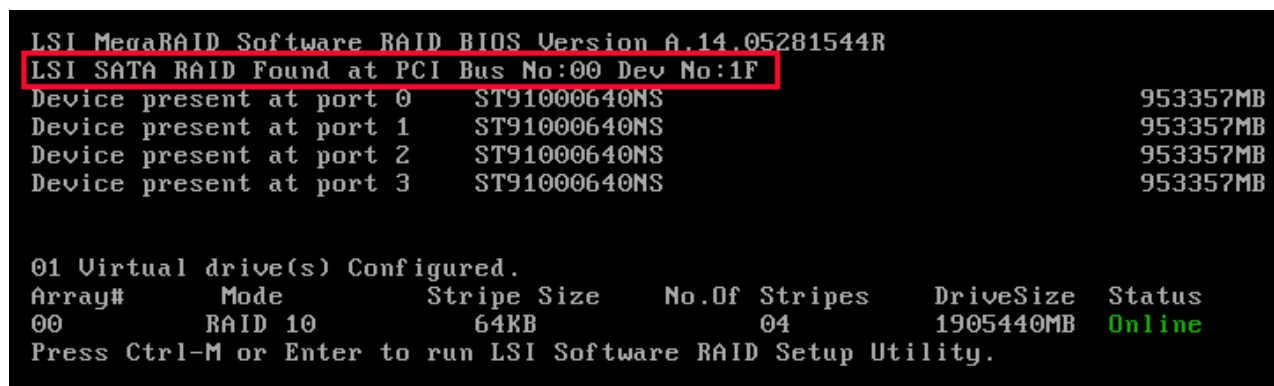 LSI MegaRAID Software RAID BIOS Version A.14.05281544R
LSI SATA RAID Found at PCI Bus No:00 Dev No:1F
Device present at port 0 ST91000640NS 953357MB
Device present at port 1 ST91000640NS 953357MB
Device present at port 2 ST91000640NS 953357MB
Device present at port 3 ST91000640NS 953357MB
01 Virtual drive(s) Configured.
Array# Mode Stripe Size No.Of Stripes DriveSize Status
00 RAID 10 64KB 04 1905440MB Online
Press Ctrl-M or Enter to run LSI Software RAID Setup Utility.